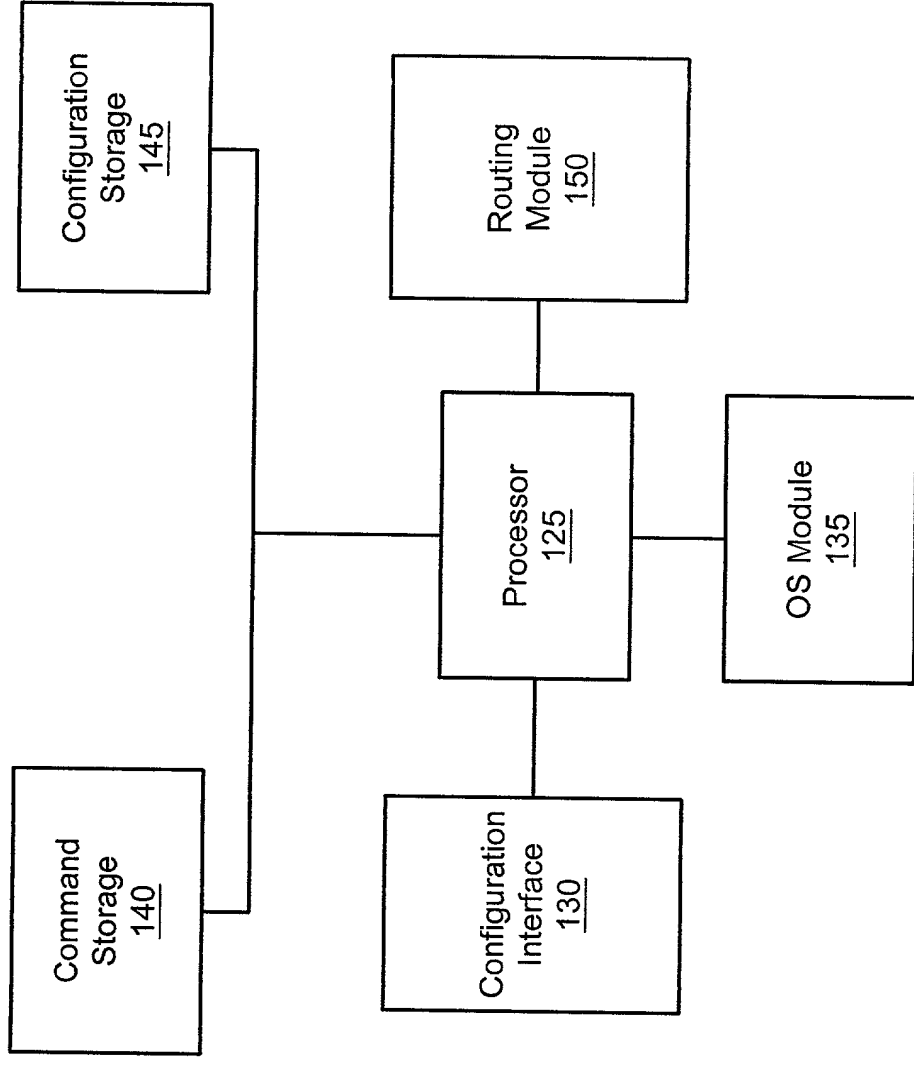 Command
Storage
140
Configuration
Storage
145
Configuration
Interface
130
Processor
125
Routing
Module
150
OS Module
135